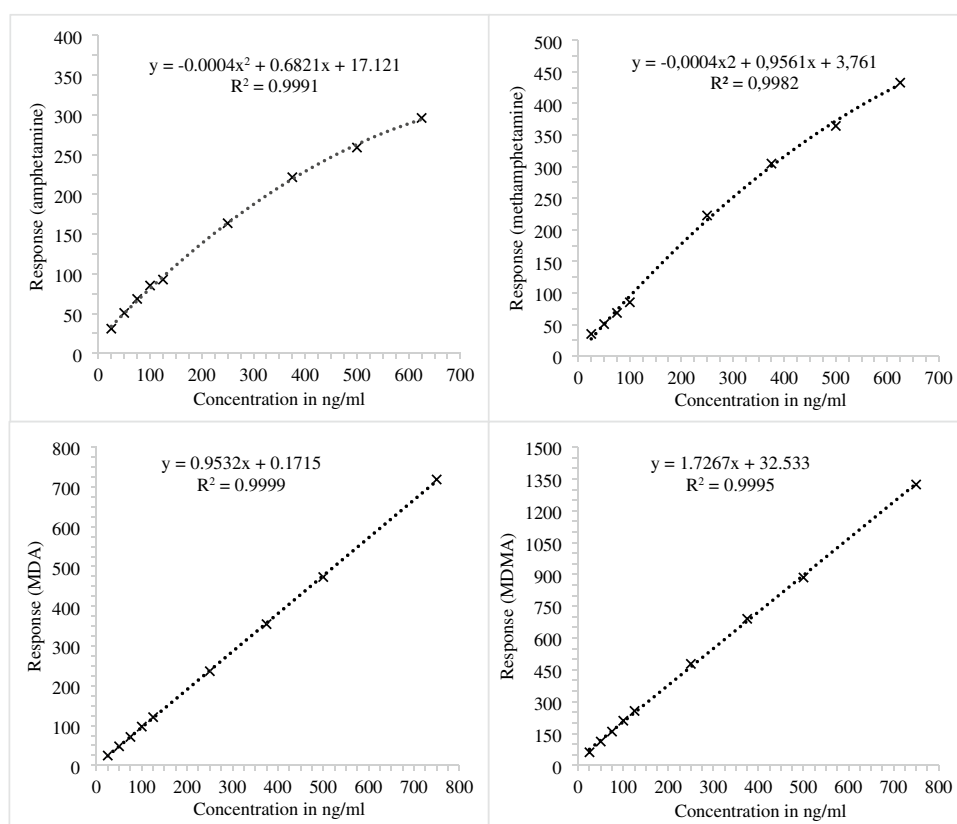 y = -0.0004x² + 0.6821x + 17.121
R² = 0.9991
Response (amphetamine)
400
350
300
250
200
150
100
50
0
0 100 200 300 400 500 600 700
Concentration in ng/ml
y = -0,0004x2 + 0,9561x + 3,761
R² = 0,9982
Response (methamphetamine)
500
450
400
350
300
250
200
150
100
50
0
0 100 200 300 400 500 600 700
Concentration in ng/ml
y = 0.9532x + 0.1715
R² = 0.9999
Response (MDA)
800
700
600
500
400
300
200
100
0
0 100 200 300 400 500 600 700 800
Concentration in ng/ml
y = 1.7267x + 32.533
R² = 0.9995
Response (MDMA)
1500
1350
1200
1050
900
750
600
450
300
150
0
0 100 200 300 400 500 600 700 800
Concentration in ng/ml